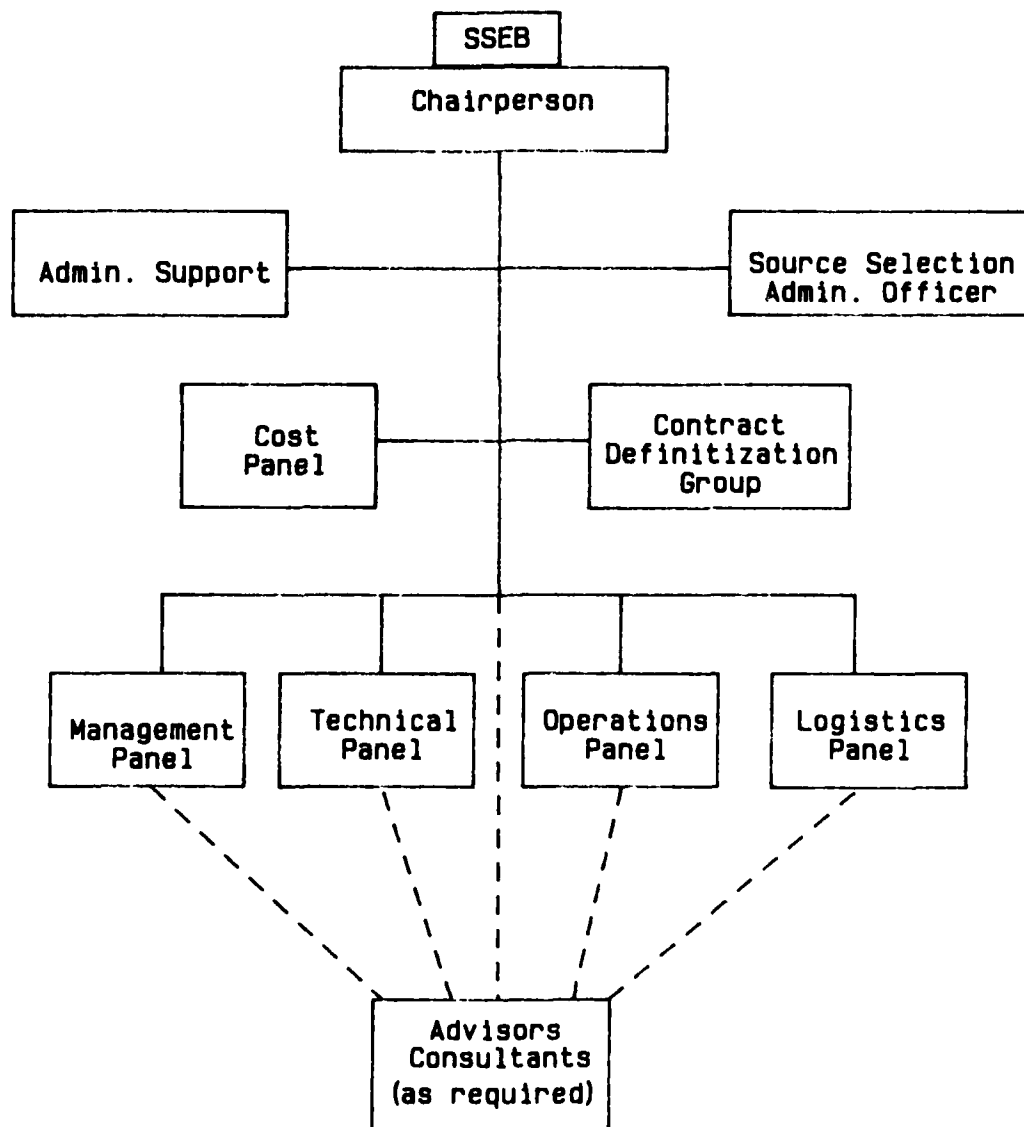 SSEB
Chairperson
Admin. Support
Source Selection
Admin. Officer
Cost
Panel
Contract
Definitization
Group
Management
Panel
Technical
Panel
Operations
Panel
Logistics
Panel
Advisors
Consultants
(as required)